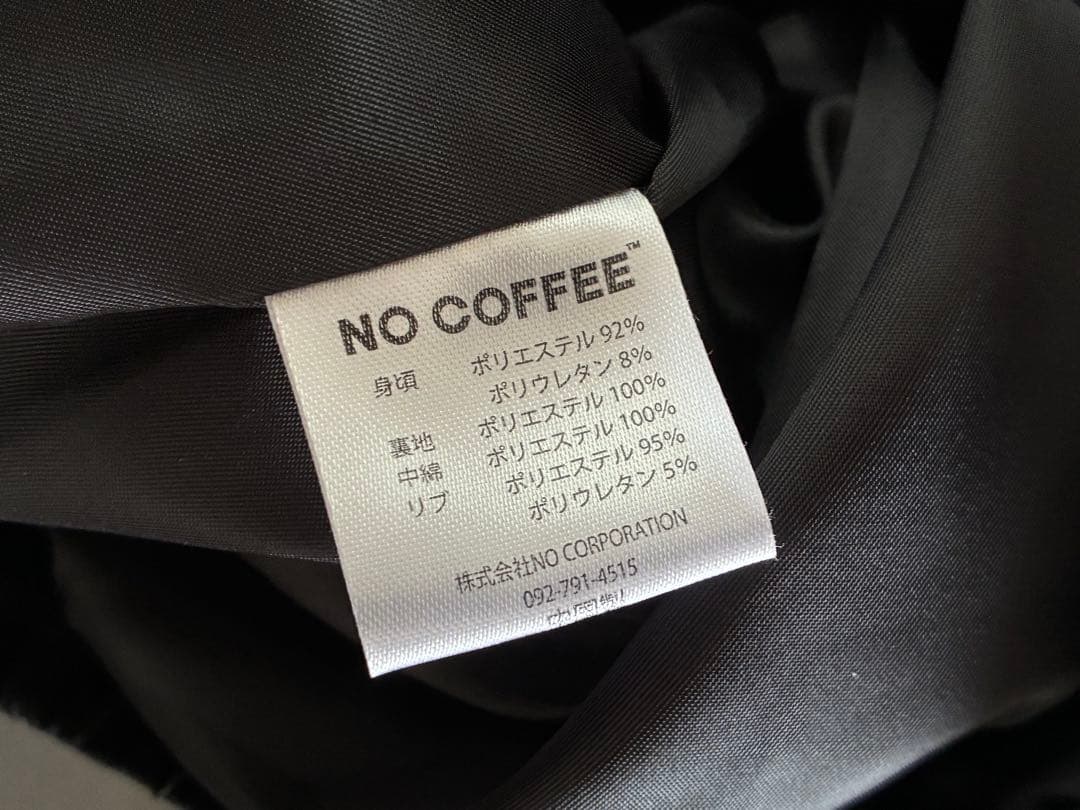 NO COFFEE™
身頃 ポリエステル 92%
ポリウレタン 8%
裏地 ポリエステル 100%
中綿 ポリエステル 100%
リブ ポリエステル 95%
ポリウレタン 5%
株式会社NO CORPORATION
092-791-4515
中国製